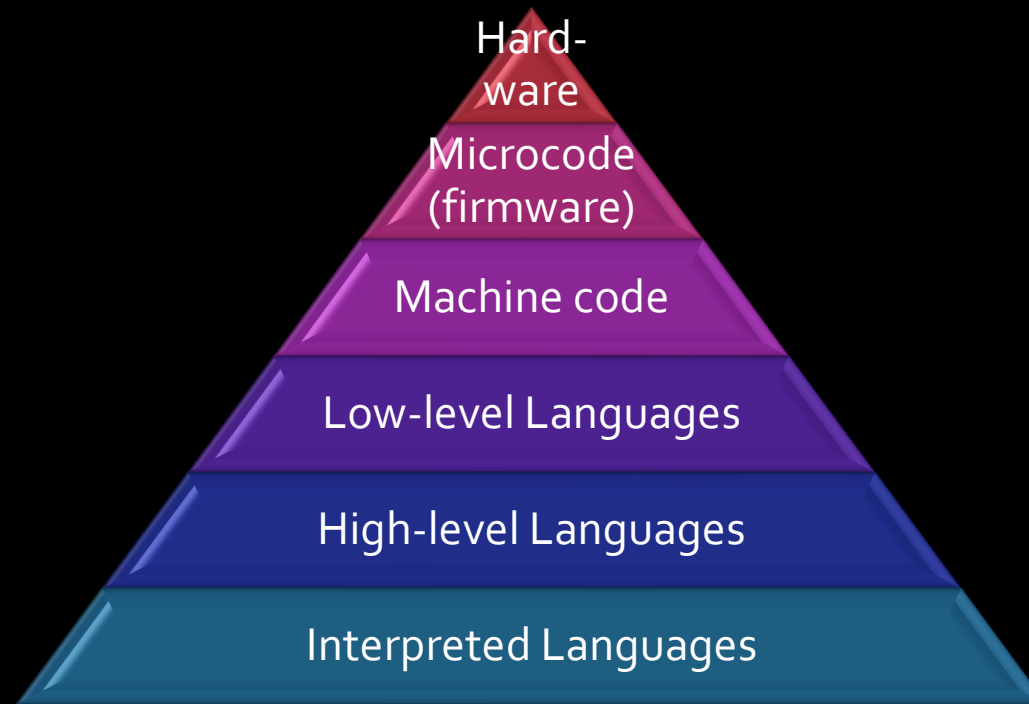 Hard-
ware
Microcode
(firmware)
Machine code
Low-level Languages
High-level Languages
Interpreted Languages